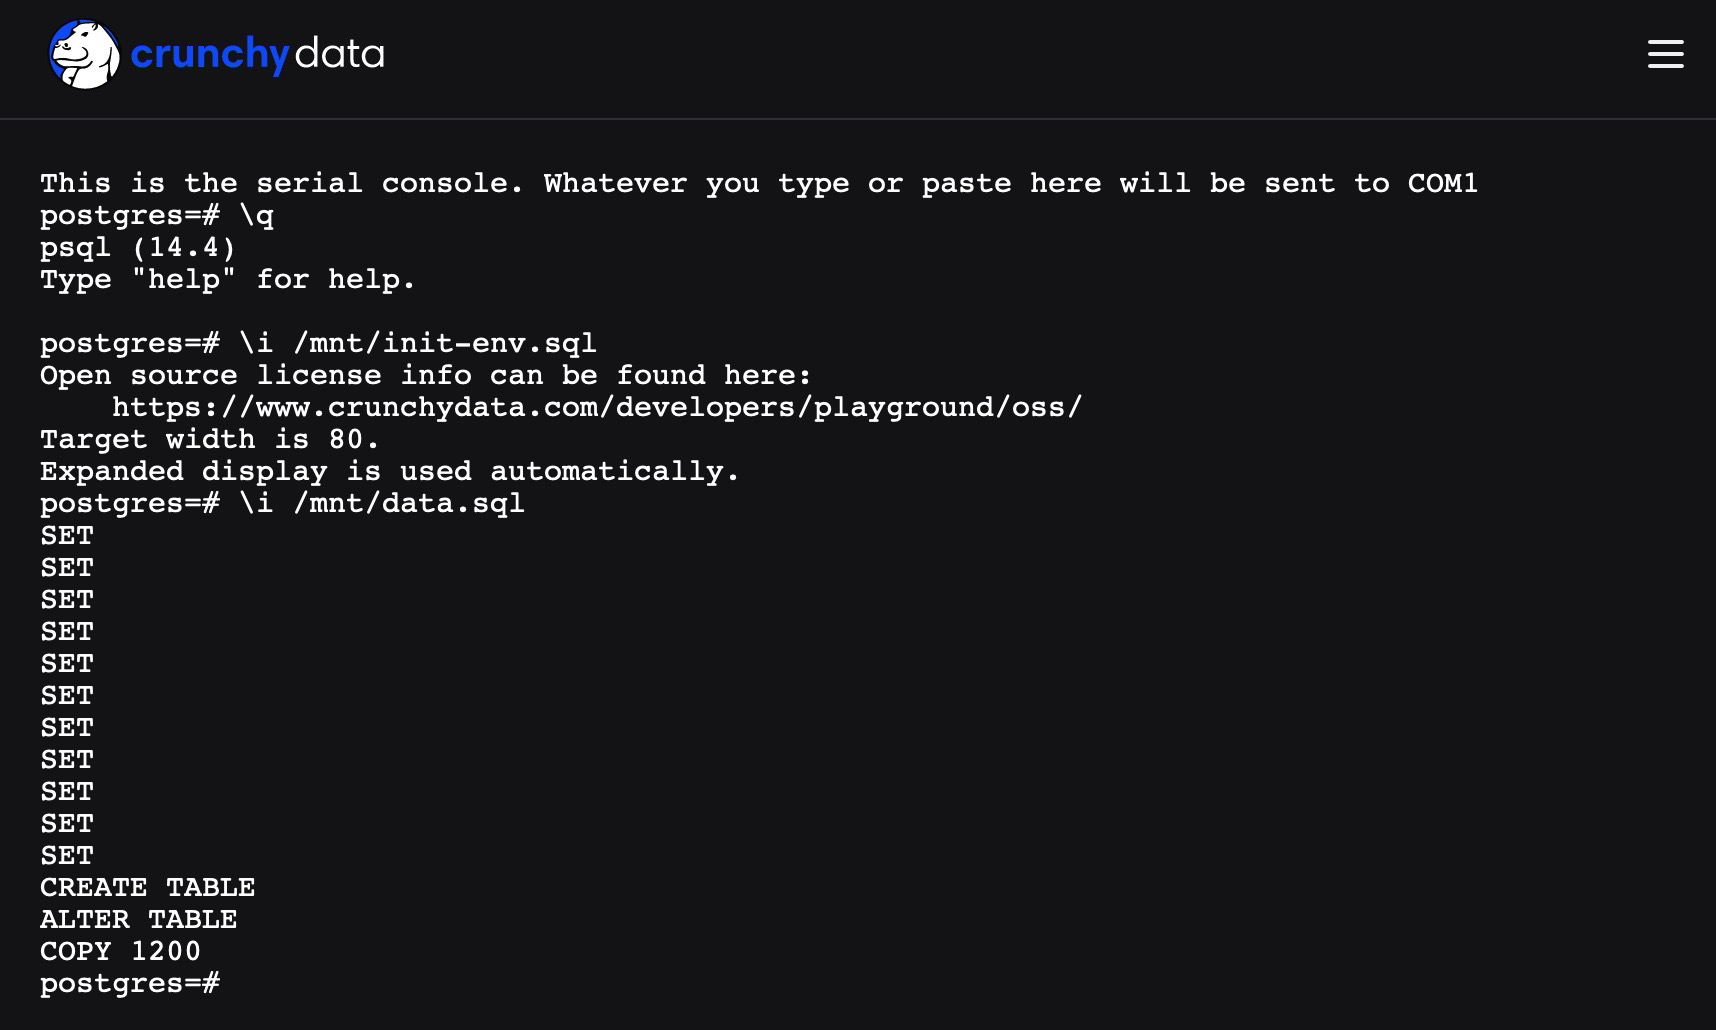 crunchydata
This is the serial console. Whatever you type or paste here will be sent to COM1
postgres=# \q
psql (14.4)
Type "help" for help.
postgres=# \i /mnt/init-env.sql
Open source license info can be found here:
    https://www.crunchydata.com/developers/playground/oss/
Target width is 80.
Expanded display is used automatically.
postgres=# \i /mnt/data.sql
SET
SET
SET
SET
SET
SET
SET
SET
SET
SET
SET
CREATE TABLE
ALTER TABLE
COPY 1200
postgres=#